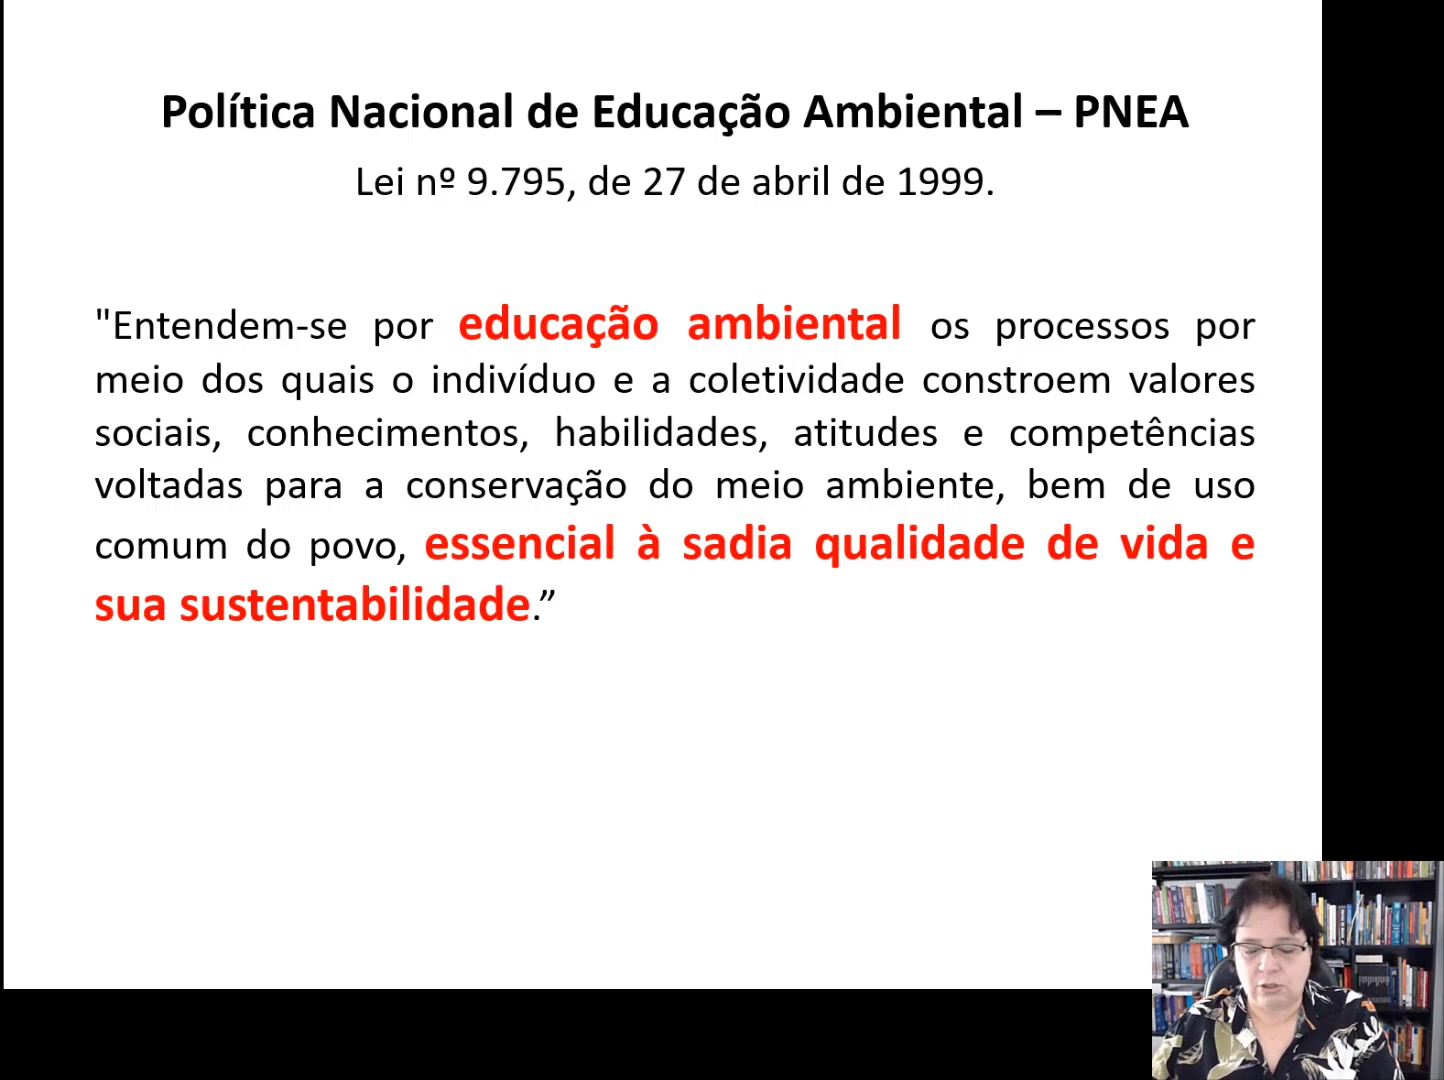 Política Nacional de Educação Ambiental – PNEA
Lei nº 9.795, de 27 de abril de 1999.
"Entendem-se por educação ambiental os processos por
meio dos quais o indivíduo e a coletividade constroem valores
sociais, conhecimentos, habilidades, atitudes e competências
voltadas para a conservação do meio ambiente, bem de uso
comum do povo, essencial à sadia qualidade de vida e
sua sustentabilidade.”